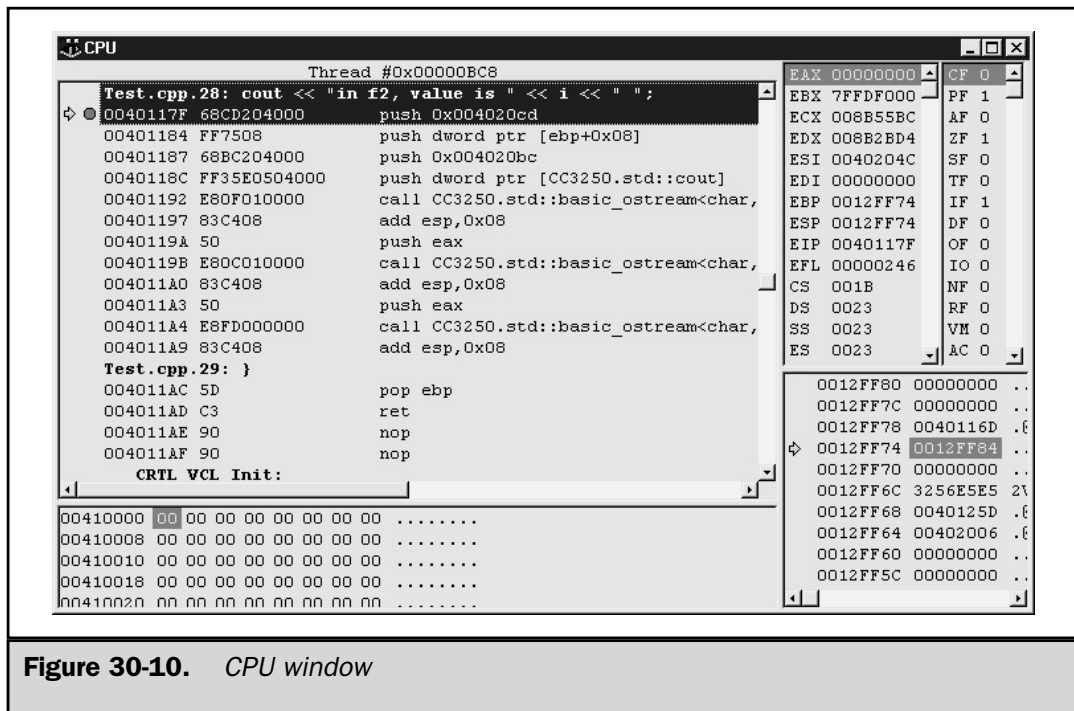 CPU
Thread #0x00000BC8
Test.cpp.28: cout << "in f2, value is " << i << " ";
0040117F 68CD204000 push 0x004020cd
00401184 FF7508 push dword ptr [ebp+0x08]
00401187 68BC204000 push 0x004020bc
0040118C FF35E0504000 push dword ptr [CC3250.std::cout]
00401192 E80F010000 call CC3250.std::basic_ostream<char,
00401197 83C408 add esp,0x08
0040119A 50 push eax
0040119B E80C010000 call CC3250.std::basic_ostream<char,
004011A0 83C408 add esp,0x08
004011A3 50 push eax
004011A4 E8FD000000 call CC3250.std::basic_ostream<char,
004011A9 83C408 add esp,0x08
Test.cpp.29: }
004011AC 5D pop ebp
004011AD C3 ret
004011AE 90 nop
004011AF 90 nop
CRTL VCL Init:
EAX 00000000
EBX 7FFDF000
ECX 008B55BC
EDX 008B2BD4
ESI 0040204C
EDI 00000000
EBP 0012FF74
ESP 0012FF74
EIP 0040117F
EFL 00000246
CS 001B
DS 0023
SS 0023
ES 0023
CF 0
PF 1
AF 0
ZF 1
SF 0
TF 0
IF 1
DF 0
OF 0
IO 0
NF 0
RF 0
VM 0
AC 0
00410000 00 00 00 00 00 00 00 00 ........
00410008 00 00 00 00 00 00 00 00 ........
00410010 00 00 00 00 00 00 00 00 ........
00410018 00 00 00 00 00 00 00 00 ........
00410020 00 00 00 00 00 00 00 00 ........
0012FF80 00000000 ..
0012FF7C 00000000 ..
0012FF78 0040116D .
0012FF74 0012FF84 ..
0012FF70 00000000 ..
0012FF6C 3256E5E5 2V
0012FF68 0040125D .
0012FF64 00402006 .
0012FF60 00000000 ..
0012FF5C 00000000 ..
Figure 30-10. CPU window